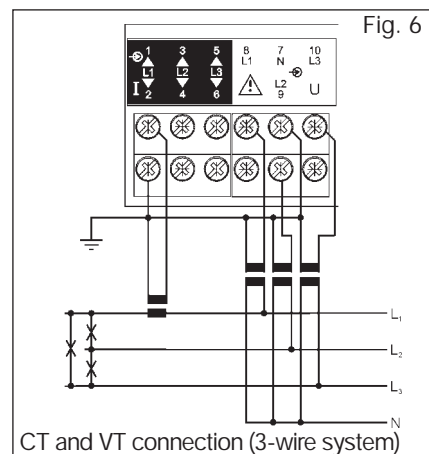 Fig. 6
1 3 5 8 7 10
L1 N L3
L1 L2 L3
I 2 4 6 L2 U
9
L1
L2
L3
N
CT and VT connection (3-wire system)